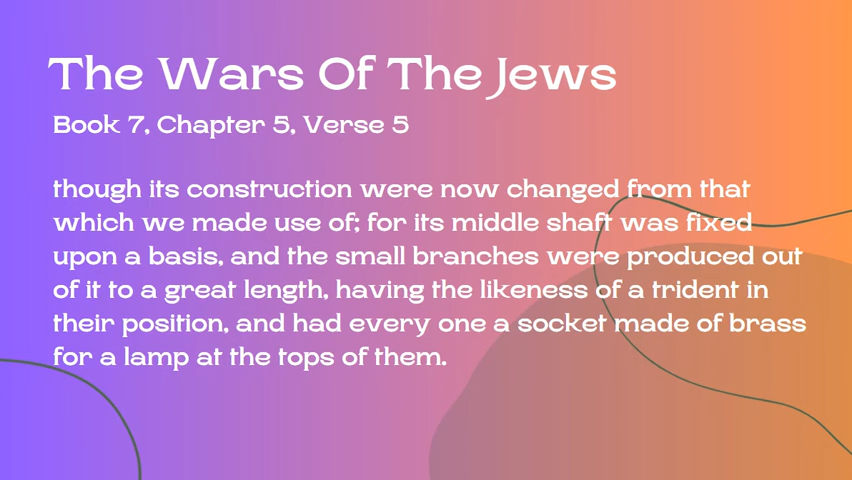 The Wars Of The Jews
Book 7, Chapter 5, Verse 5
though its construction were now changed from that
which we made use of; for its middle shaft was fixed
upon a basis, and the small branches were produced out
of it to a great length, having the likeness of a trident in
their position, and had every one a socket made of brass
for a lamp at the tops of them.